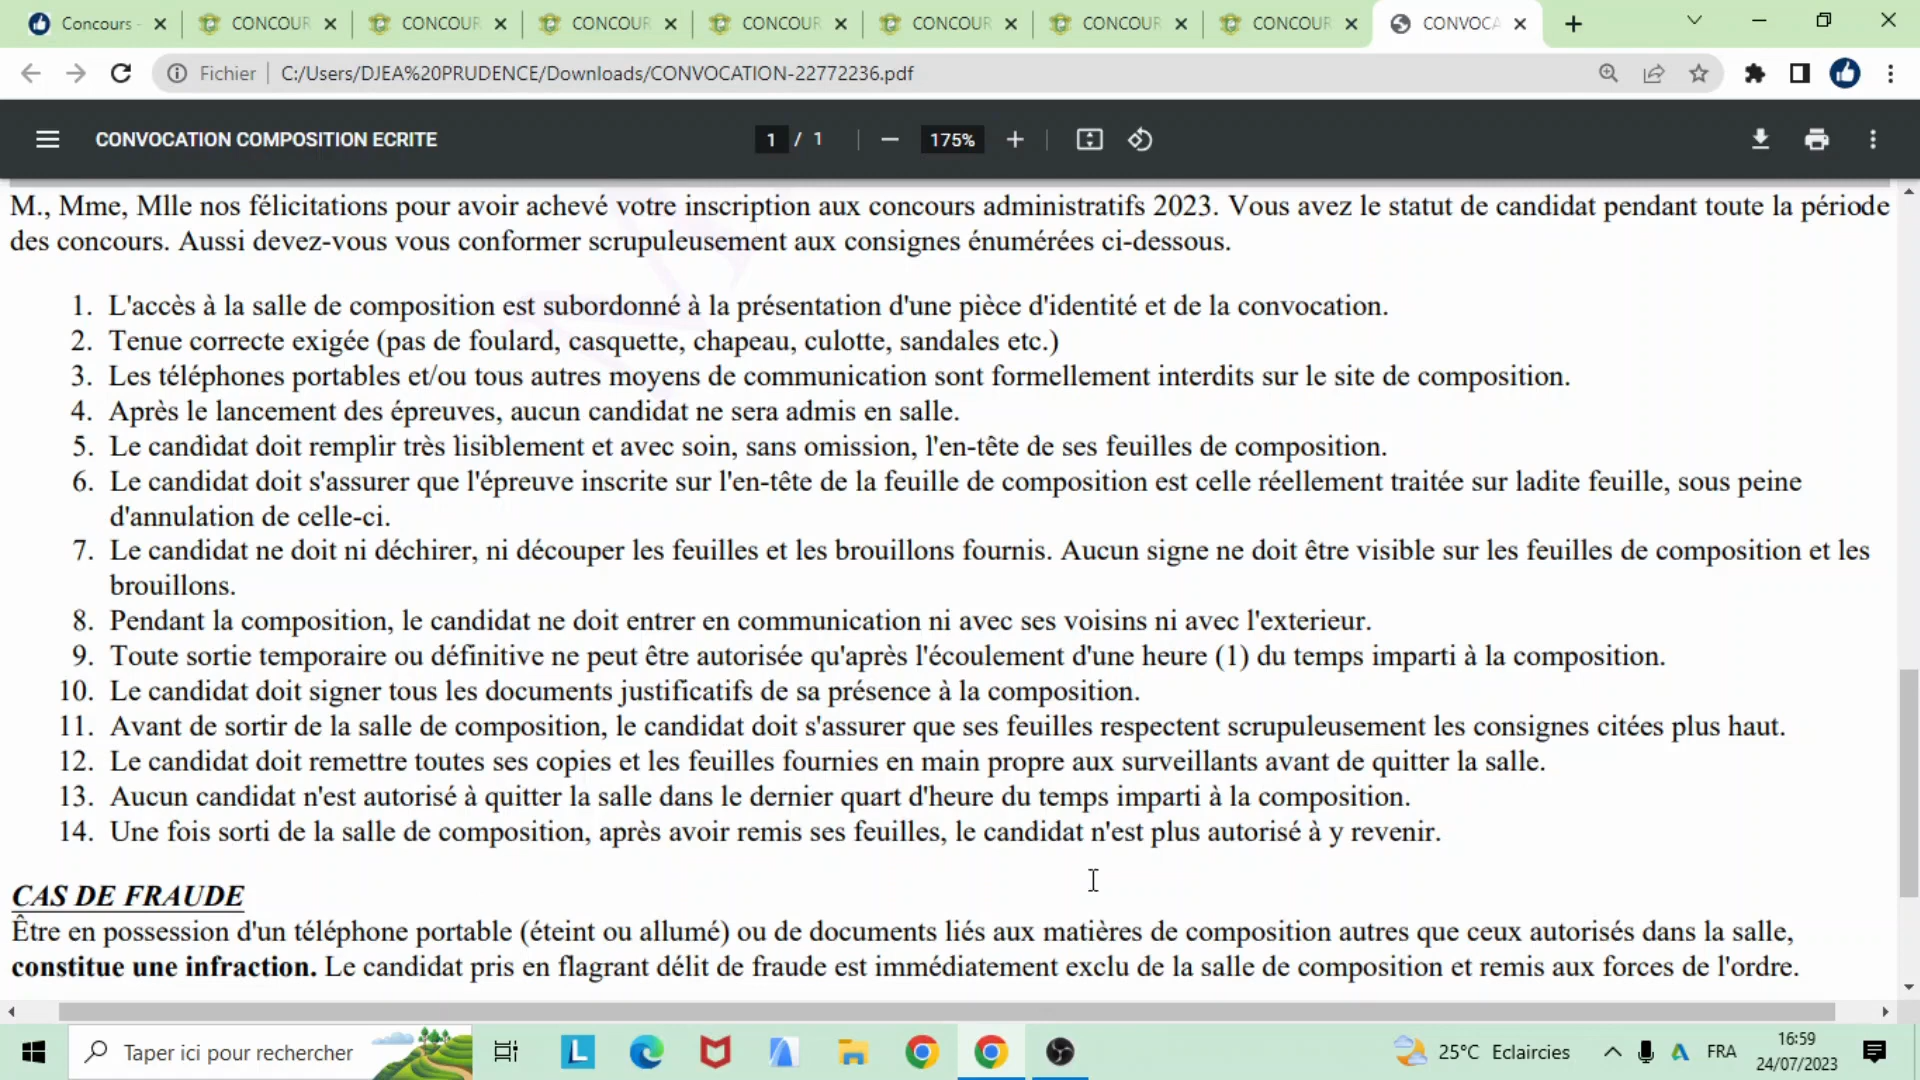 Concours - CONCOUR CONCOUR CONCOUR CONCOUR CONCOUR CONCOUR CONCOUR CONVOCA
Fichier C:/Users/DJEA%20PRUDENCE/Downloads/CONVOCATION-22772236.pdf
CONVOCATION COMPOSITION ECRITE 1 / 1 175%
M., Mme, Mlle nos félicitations pour avoir achevé votre inscription aux concours administratifs 2023. Vous avez le statut de candidat pendant toute la période
des concours. Aussi devez-vous vous conformer scrupuleusement aux consignes énumérées ci-dessous.
1. L'accès à la salle de composition est subordonné à la présentation d'une pièce d'identité et de la convocation.
2. Tenue correcte exigée (pas de foulard, casquette, chapeau, culotte, sandales etc.)
3. Les téléphones portables et/ou tous autres moyens de communication sont formellement interdits sur le site de composition.
4. Après le lancement des épreuves, aucun candidat ne sera admis en salle.
5. Le candidat doit remplir très lisiblement et avec soin, sans omission, l'en-tête de ses feuilles de composition.
6. Le candidat doit s'assurer que l'épreuve inscrite sur l'en-tête de la feuille de composition est celle réellement traitée sur ladite feuille, sous peine
d'annulation de celle-ci.
7. Le candidat ne doit ni déchirer, ni découper les feuilles et les brouillons fournis. Aucun signe ne doit être visible sur les feuilles de composition et les
brouillons.
8. Pendant la composition, le candidat ne doit entrer en communication ni avec ses voisins ni avec l'exterieur.
9. Toute sortie temporaire ou définitive ne peut être autorisée qu'après l'écoulement d'une heure (1) du temps imparti à la composition.
10. Le candidat doit signer tous les documents justificatifs de sa présence à la composition.
11. Avant de sortir de la salle de composition, le candidat doit s'assurer que ses feuilles respectent scrupuleusement les consignes citées plus haut.
12. Le candidat doit remettre toutes ses copies et les feuilles fournies en main propre aux surveillants avant de quitter la salle.
13. Aucun candidat n'est autorisé à quitter la salle dans le dernier quart d'heure du temps imparti à la composition.
14. Une fois sorti de la salle de composition, après avoir remis ses feuilles, le candidat n'est plus autorisé à y revenir.
CAS DE FRAUDE
Être en possession d'un téléphone portable (éteint ou allumé) ou de documents liés aux matières de composition autres que ceux autorisés dans la salle,
constitue une infraction. Le candidat pris en flagrant délit de fraude est immédiatement exclu de la salle de composition et remis aux forces de l'ordre.
Taper ici pour rechercher L 25°C Eclaircies FRA 16:59
24/07/2023